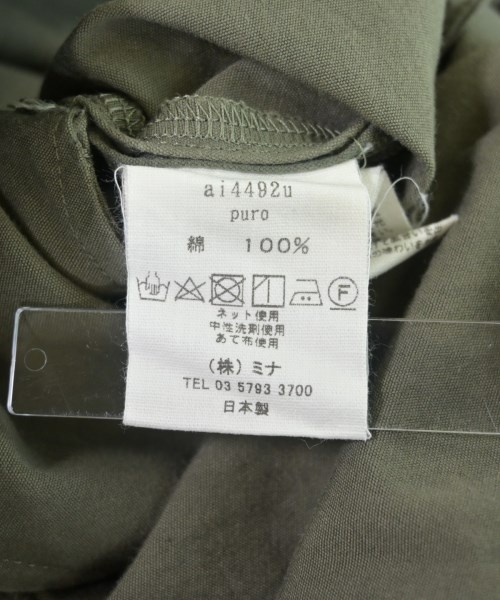 ai4492u
puro
綿 100%
F
ネット使用
中性洗剤使用
あて布使用
(株) ミナ
TEL 03 5793 3700
日本製